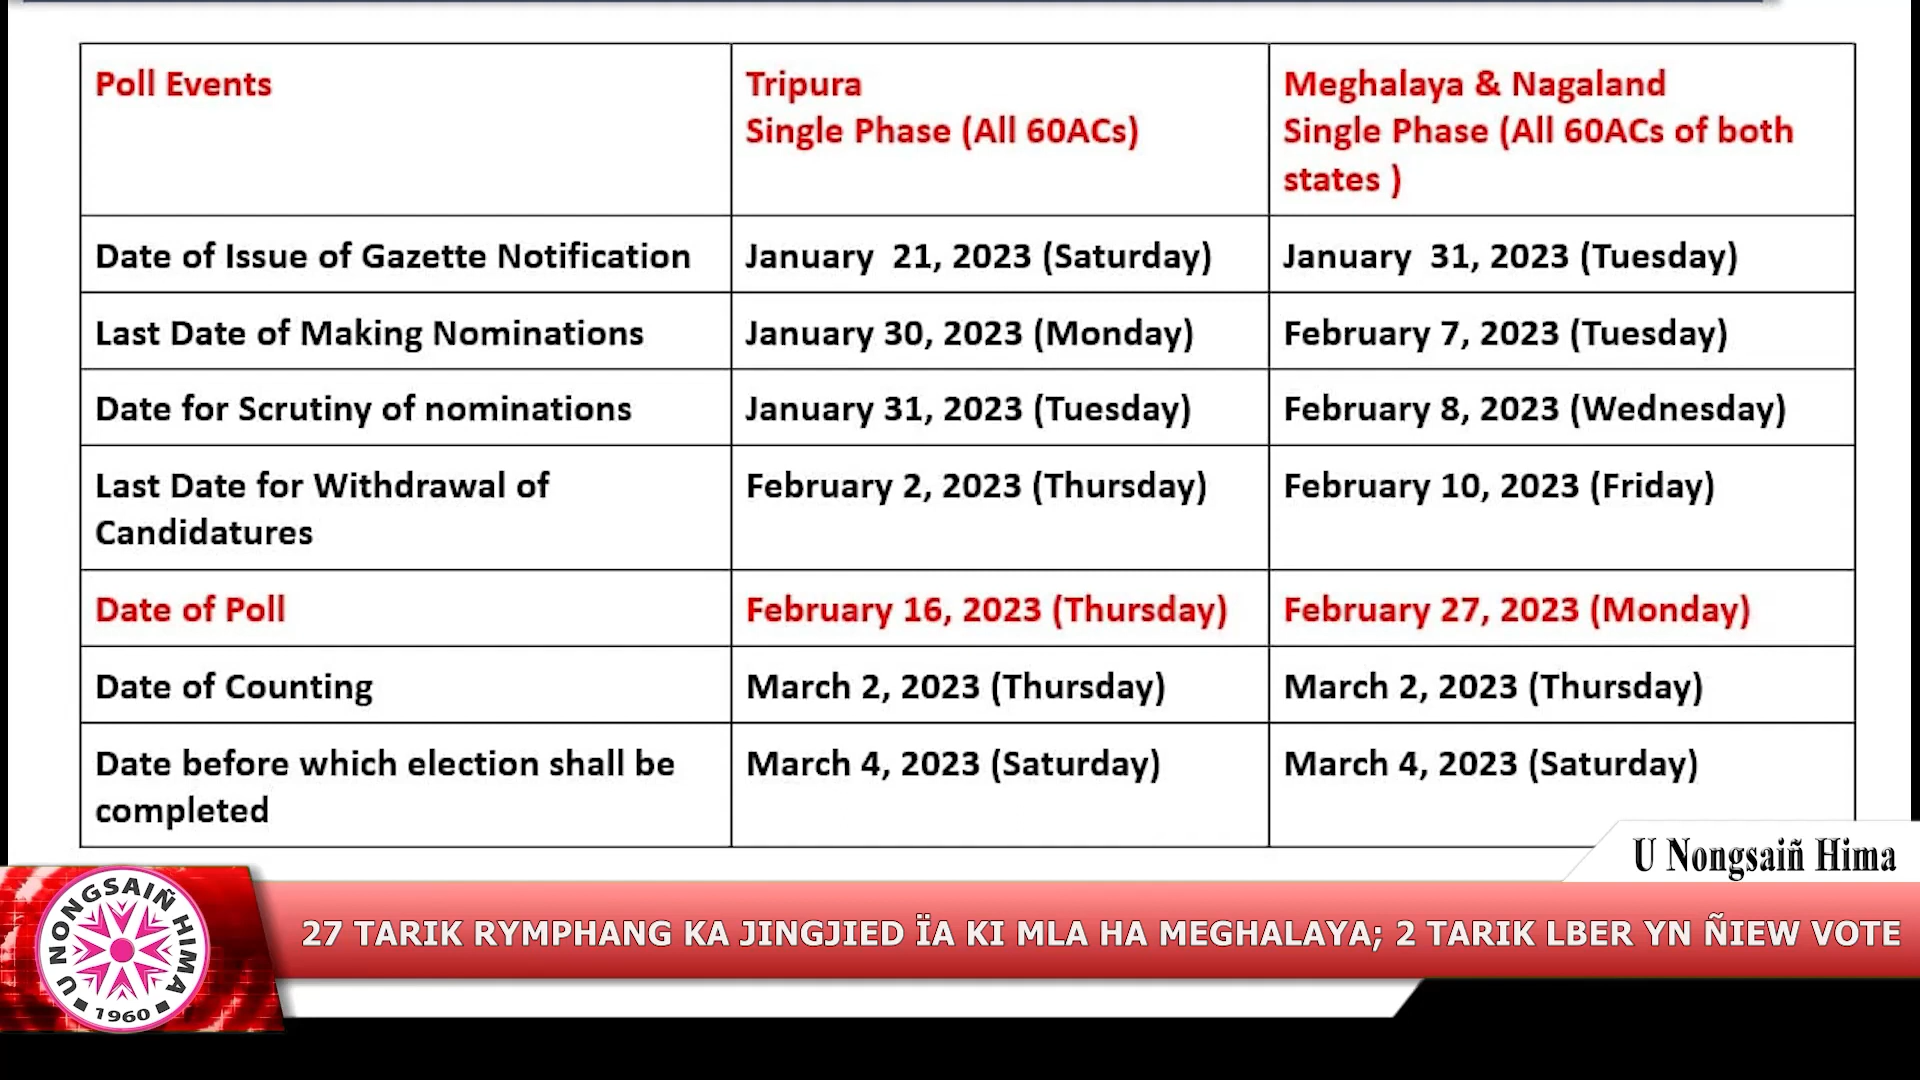 Poll Events
Tripura
Single Phase (All 60ACs)
Meghalaya & Nagaland
Single Phase (All 60ACs of both
states )
Date of Issue of Gazette Notification
January 21, 2023 (Saturday)
January 31, 2023 (Tuesday)
Last Date of Making Nominations
January 30, 2023 (Monday)
February 7, 2023 (Tuesday)
Date for Scrutiny of nominations
January 31, 2023 (Tuesday)
February 8, 2023 (Wednesday)
Last Date for Withdrawal of
Candidatures
February 2, 2023 (Thursday)
February 10, 2023 (Friday)
Date of Poll
February 16, 2023 (Thursday)
February 27, 2023 (Monday)
Date of Counting
March 2, 2023 (Thursday)
March 2, 2023 (Thursday)
Date before which election shall be
completed
March 4, 2023 (Saturday)
March 4, 2023 (Saturday)
U Nongsaiñ Hima
U NONGSAIÑ HIMA
1960
27 TARIK RYMPHANG KA JINGJIED ÏA KI MLA HA MEGHALAYA; 2 TARIK LBER YN ÑIEW VOTE